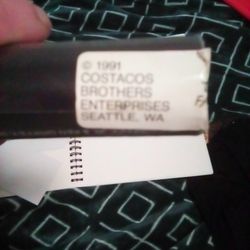 © 1991
COSTACOS
BROTHERS
ENTERPRISES
SEATTLE, WA